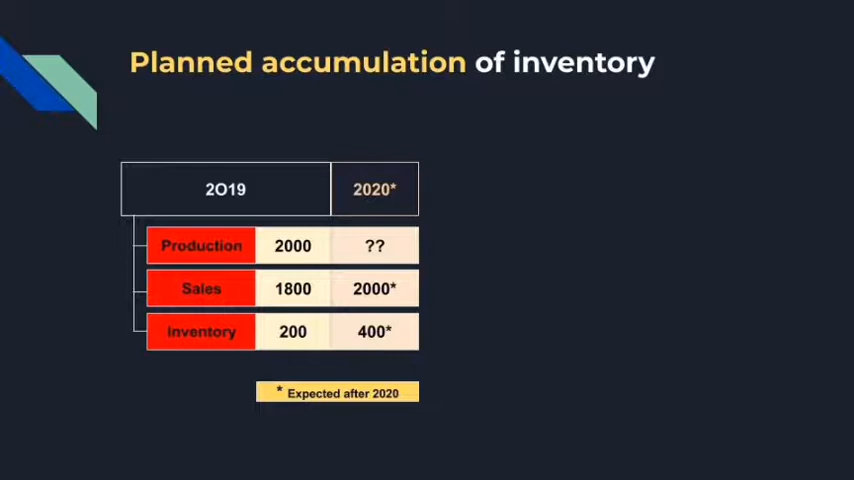 Planned accumulation of inventory
2O19 2020*
Production 2000 ??
Sales 1800 2000*
Inventory 200 400*
* Expected after 2020